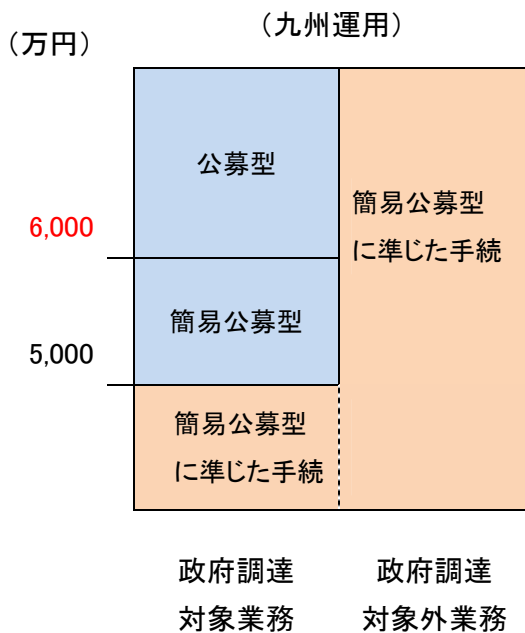 （九州運用）
（万円）
公募型
6,000
簡易公募型
に準じた手続
簡易公募型
5,000
簡易公募型
に準じた手続
政府調達
対象業務
政府調達
対象外業務